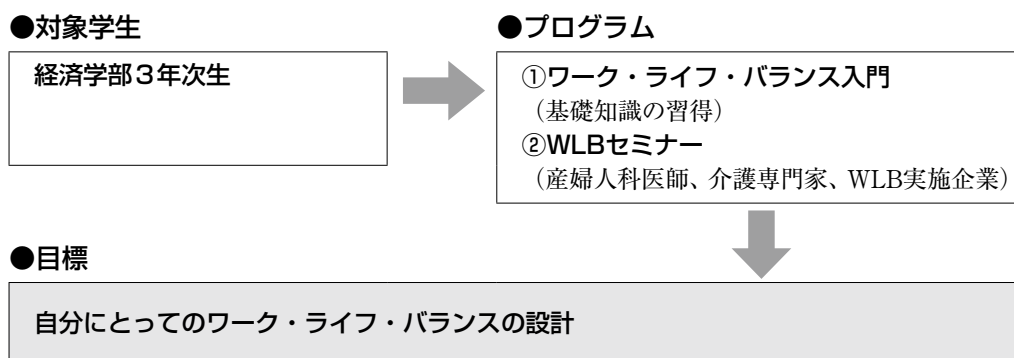 ●対象学生
経済学部3年次生
●プログラム
①ワーク・ライフ・バランス入門
（基礎知識の習得）
②WLBセミナー
（産婦人科医師、介護専門家、WLB実施企業）
●目標
自分にとってのワーク・ライフ・バランスの設計